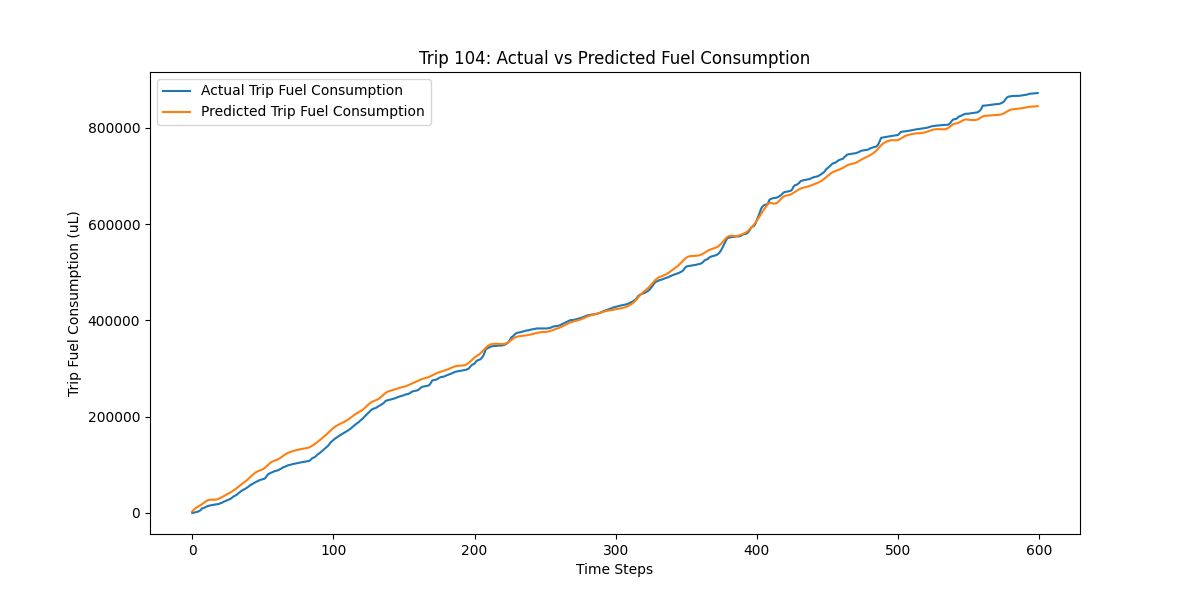 Trip 104: Actual vs Predicted Fuel Consumption
Actual Trip Fuel Consumption
Predicted Trip Fuel Consumption
Trip Fuel Consumption (uL)
800000
600000
400000
200000
0
0 100 200 300 400 500 600
Time Steps